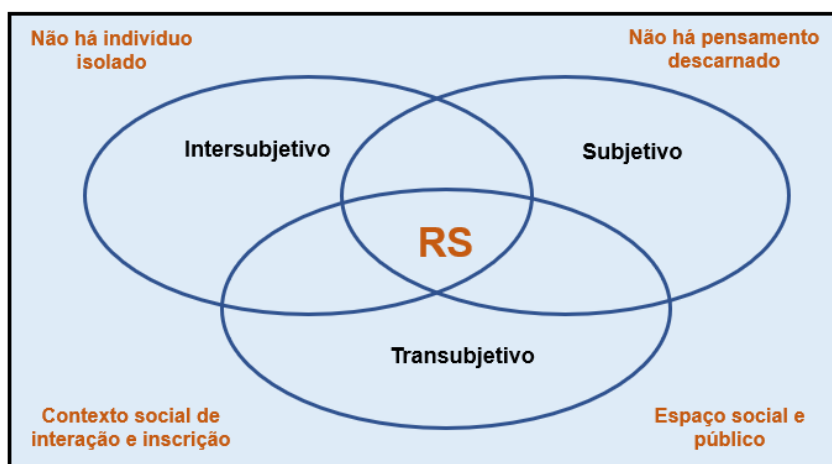 Não há indivíduo
isolado
Não há pensamento
descarnado
Intersubjetivo
Subjetivo
RS
Transubjetivo
Contexto social de
interação e inscrição
Espaço social e
público